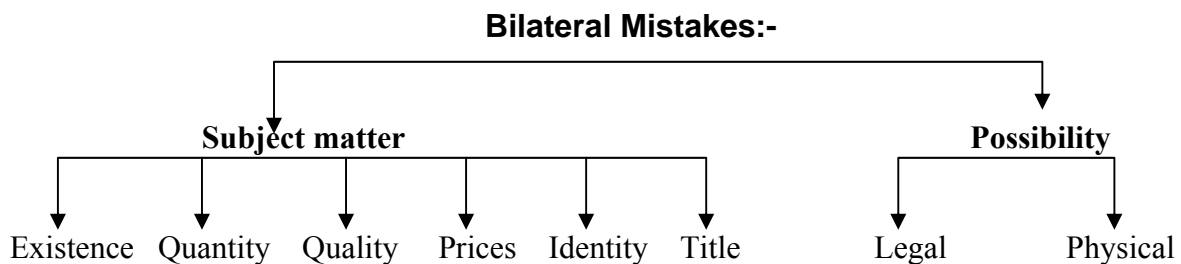 Bilateral Mistakes:-
Subject matter Possibility
Existence Quantity Quality Prices Identity Title Legal Physical